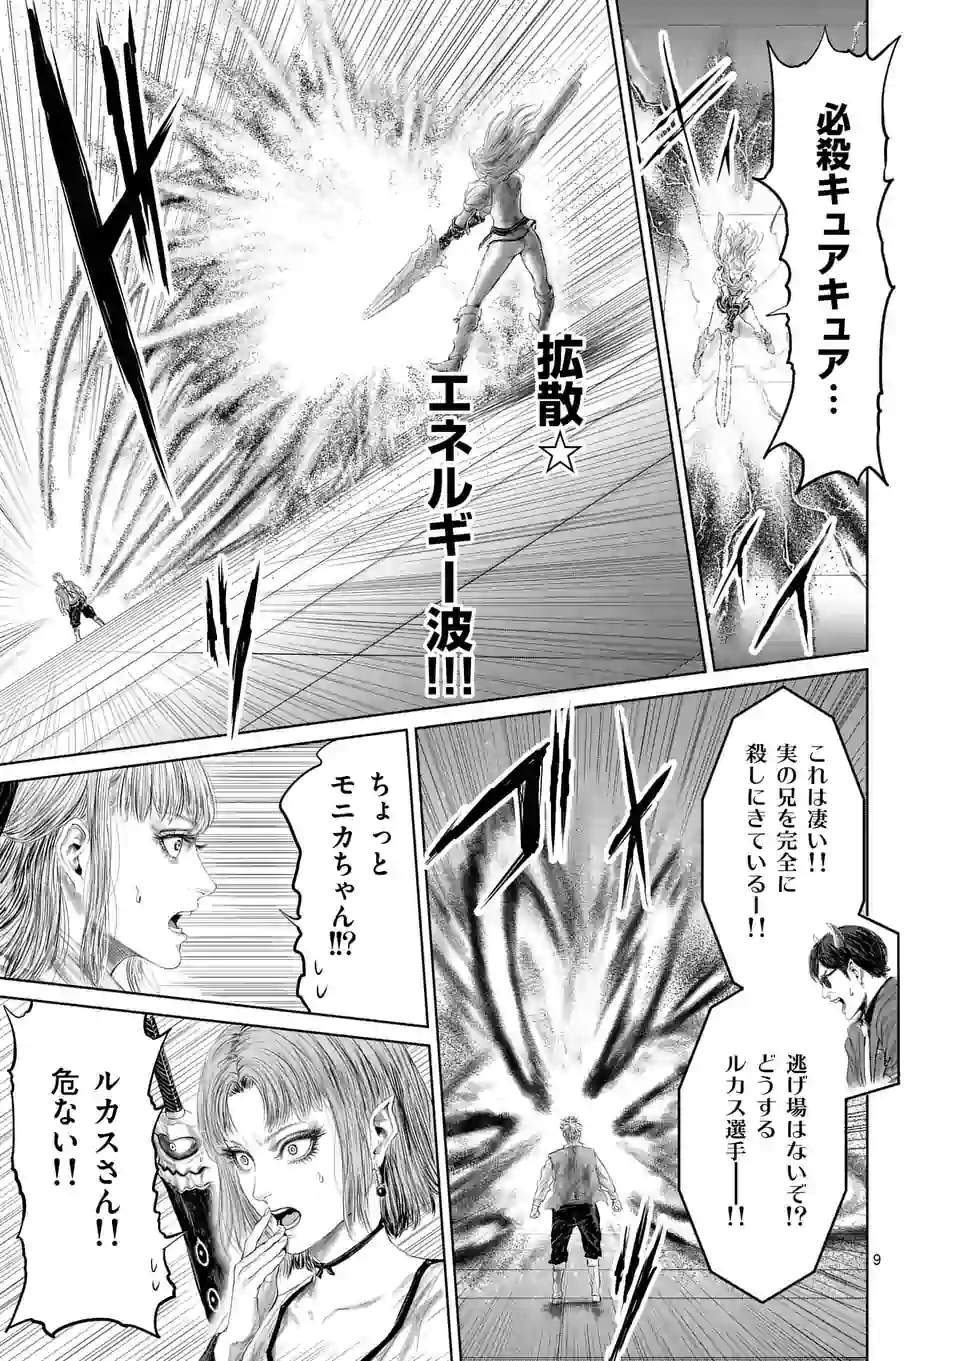 必殺キュアキュア…
拡散☆
エネルギー波!!!
これは凄い!!
実の兄を完全に
殺しにきているー!!
逃げ場はないぞ!?
どうする
ルカス選手――!!
ちょっと
モニカちゃん!!?
ルカスさん!!
危ない!!
9